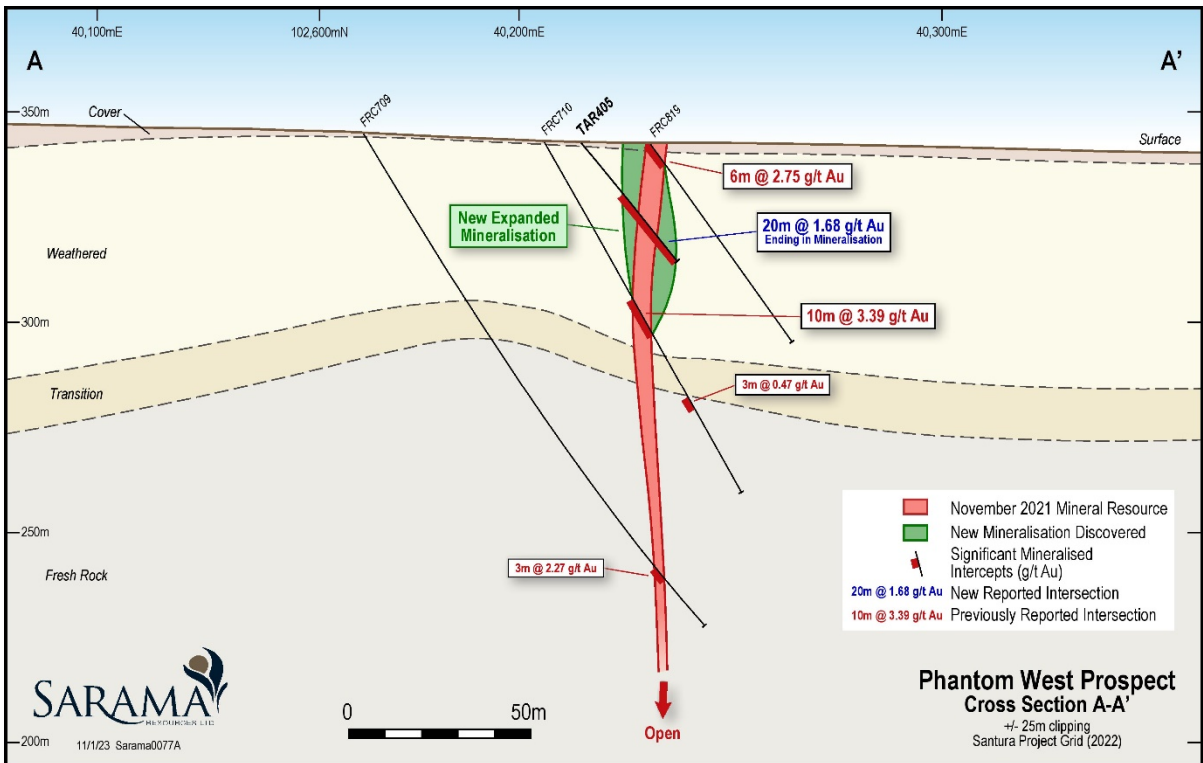 40,100mE
102,600mN
40,200mE
40,300mE
A
A'
350m
Cover
FRC709
FRC710
TAR405
FRC819
Surface
6m @ 2.75 g/t Au
New Expanded
Mineralisation
20m @ 1.68 g/t Au
Ending in Mineralisation
Weathered
300m
10m @ 3.39 g/t Au
3m @ 0.47 g/t Au
Transition
November 2021 Mineral Resource
New Mineralisation Discovered
Significant Mineralised
Intercepts (g/t Au)
20m @ 1.68 g/t Au New Reported Intersection
10m @ 3.39 g/t Au Previously Reported Intersection
250m
3m @ 2.27 g/t Au
Fresh Rock
SARAMA
RESOURCES LTD
11/1/23 Sarama0077A
0
50m
Open
Phantom West Prospect
Cross Section A-A'
+/- 25m clipping
Santura Project Grid (2022)
200m